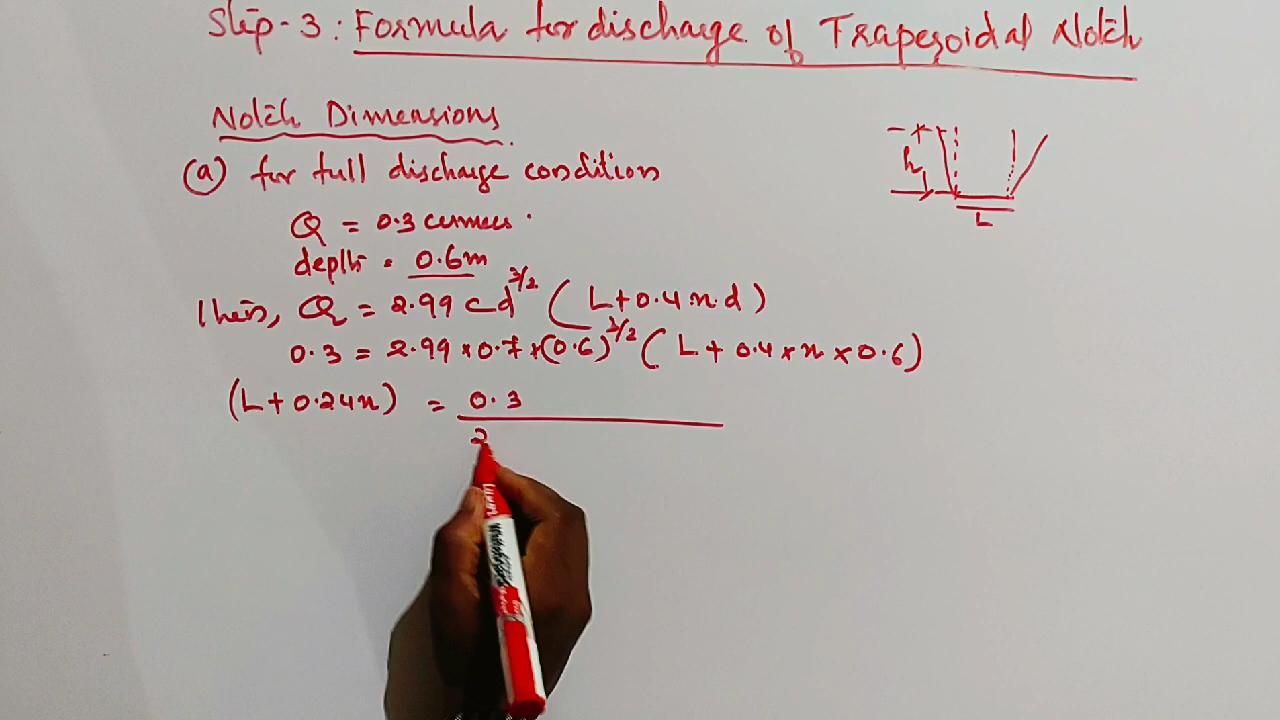 Step-3: Formula for discharge of Trapezoidal Notch
Notch Dimensions
(a) for full discharge condition
Q = 0.3 cumecs.
depth = 0.6m
h
L
Then, Q = 2.99 cd^3/2 (L+0.4 n.d)
0.3 = 2.99 × 0.7 × (0.6)^3/2 (L + 0.4 × n × 0.6)
(L+0.24n) = 0.3
2